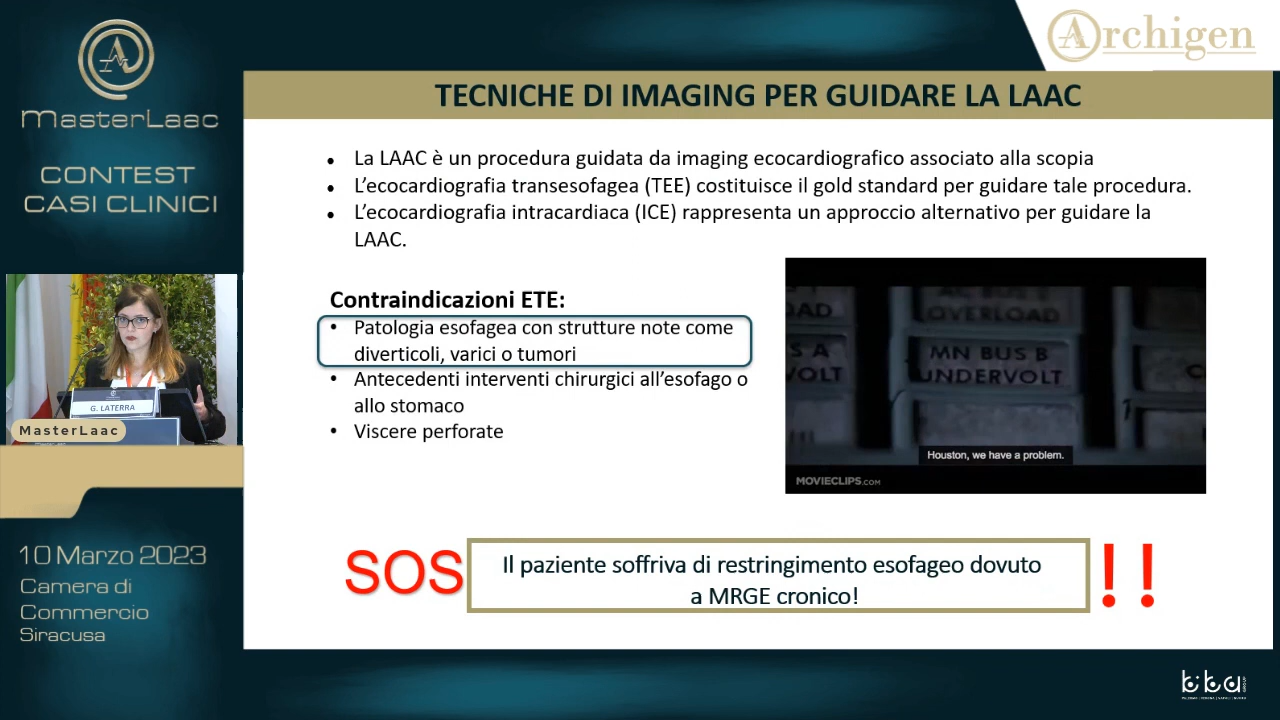 Archigen
MasterLaac
CONTEST
CASI CLINICI
TECNICHE DI IMAGING PER GUIDARE LA LAAC
• La LAAC è un procedura guidata da imaging ecocardiografico associato alla scopia
• L’ecocardiografia transesofagea (TEE) costituisce il gold standard per guidare tale procedura.
• L’ecocardiografia intracardiaca (ICE) rappresenta un approccio alternativo per guidare la
LAAC.
Contraindicazioni ETE:
• Patologia esofagea con strutture note come
diverticoli, varici o tumori
• Antecedenti interventi chirurgici all’esofago o
allo stomaco
• Viscere perforate
OVERLOAD
MN BUS B
UNDERVOLT
Houston, we have a problem.
MOVIECLIPS.COM
G. LATERRA
MasterLaac
SOS
Il paziente soffriva di restringimento esofageo dovuto
a MRGE cronico!
!!
10 Marzo 2023
Camera di
Commercio
Siracusa
bba